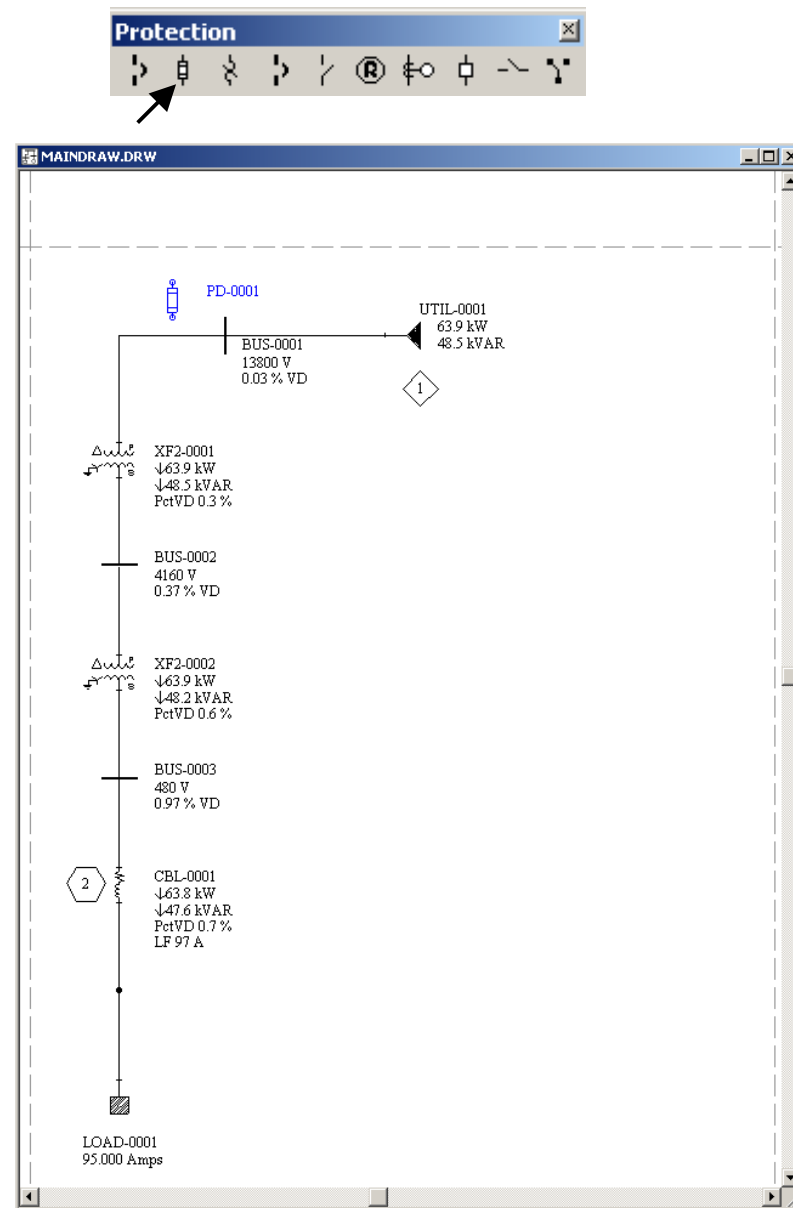 Protection
R
MAINDRAW.DRW
PD-0001
UTIL-0001
63.9 kW
48.5 kVAR
BUS-0001
13800 V
0.03 % VD
1
XF2-0001
↓63.9 kW
↓48.5 kVAR
PctVD 0.3 %
P
S
BUS-0002
4160 V
0.37 % VD
XF2-0002
↓63.9 kW
↓48.2 kVAR
PctVD 0.6 %
P
S
BUS-0003
480 V
0.97 % VD
2
CBL-0001
↓63.8 kW
↓47.6 kVAR
PctVD 0.7 %
LF 97 A
LOAD-0001
95.000 Amps